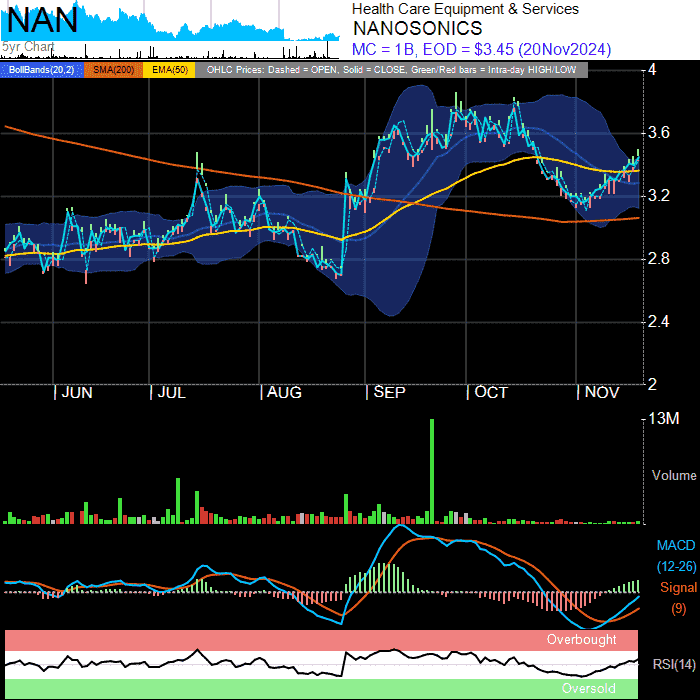 NAN
5yr Chart
Health Care Equipment & Services
NANOSONICS
MC = 1B, EOD = $3.45 (20Nov2024)
BollBands(20,2) SMA(200) EMA(50) OHLC Prices: Dashed = OPEN, Solid = CLOSE, Green/Red bars = Intra-day HIGH/LOW
4
3.6
3.2
2.8
2.4
2
JUN JUL AUG SEP OCT NOV
13M
Volume
MACD
(12-26)
Signal
(9)
Overbought
RSI(14)
Oversold